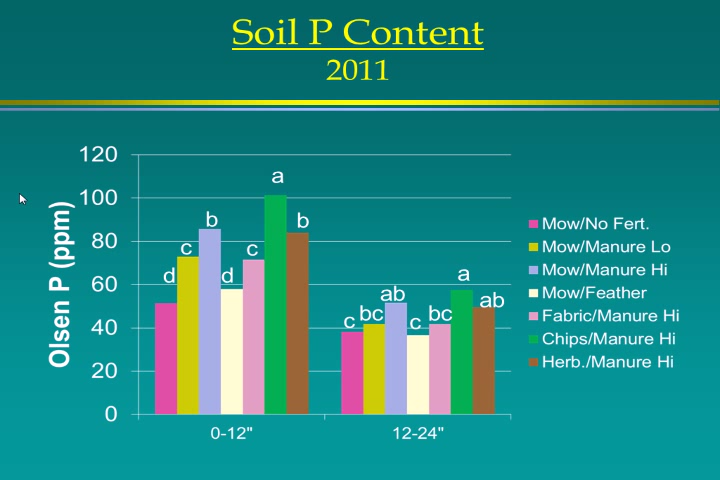 Soil P Content
2011
Olsen P (ppm)
120
100
80
60
40
20
0
d
c
b
d
c
a
b
c
bc
ab
c
bc
a
ab
0-12"
12-24"
Mow/No Fert.
Mow/Manure Lo
Mow/Manure Hi
Mow/Feather
Fabric/Manure Hi
Chips/Manure Hi
Herb./Manure Hi